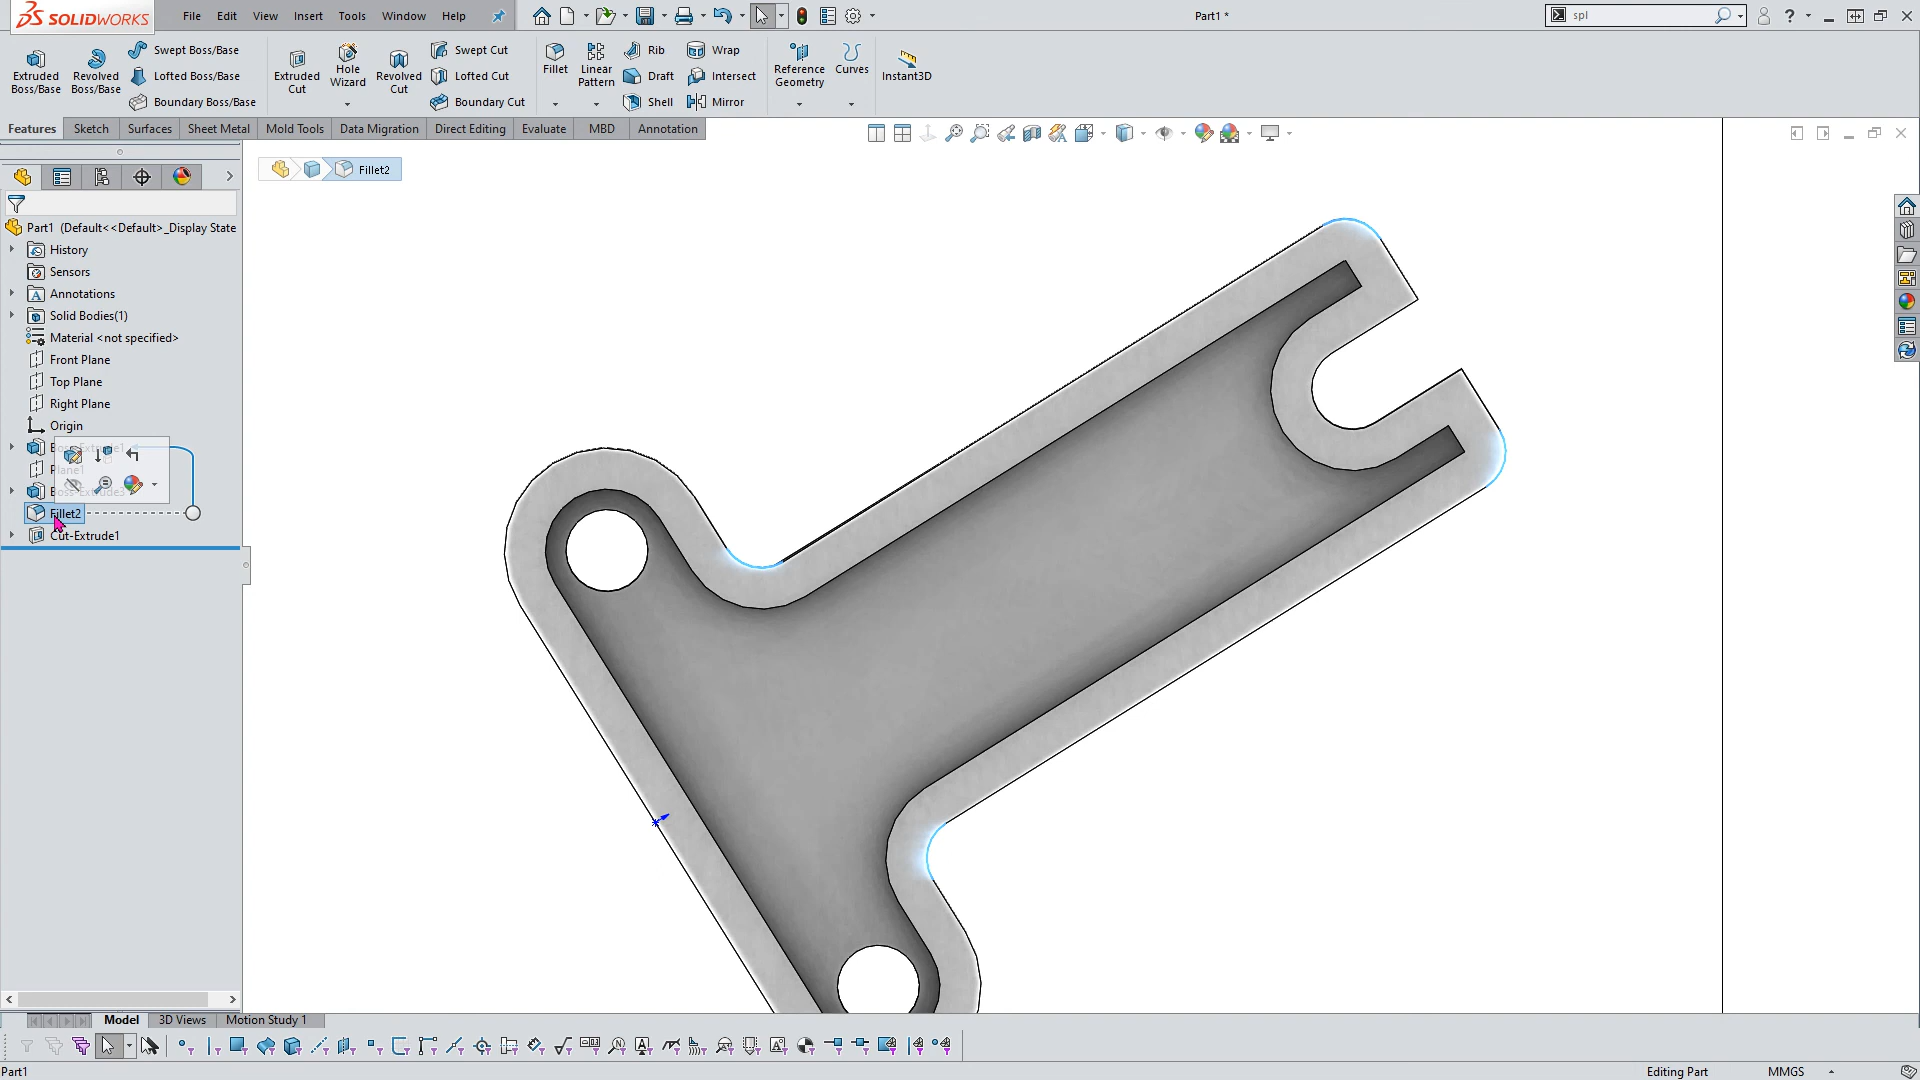 SOLIDWORKS File Edit View Insert Tools Window Help Part1 * spl
Extruded Boss/Base
Revolved Boss/Base
Swept Boss/Base
Lofted Boss/Base
Boundary Boss/Base
Extruded Cut
Hole Wizard
Revolved Cut
Swept Cut
Lofted Cut
Boundary Cut
Fillet
Linear Pattern
Rib
Draft
Shell
Wrap
Intersect
Mirror
Reference Geometry
Curves
Instant3D
Features Sketch Surfaces Sheet Metal Mold Tools Data Migration Direct Editing Evaluate MBD Annotation
Fillet2
Part1 (Default<<Default>_Display State
History
Sensors
Annotations
Solid Bodies(1)
Material <not specified>
Front Plane
Top Plane
Right Plane
Origin
Boss-Extrude1
Plane1
Boss-Extrude3
Fillet2
Cut-Extrude1
Model 3D Views Motion Study 1
Part1 Editing Part MMGS